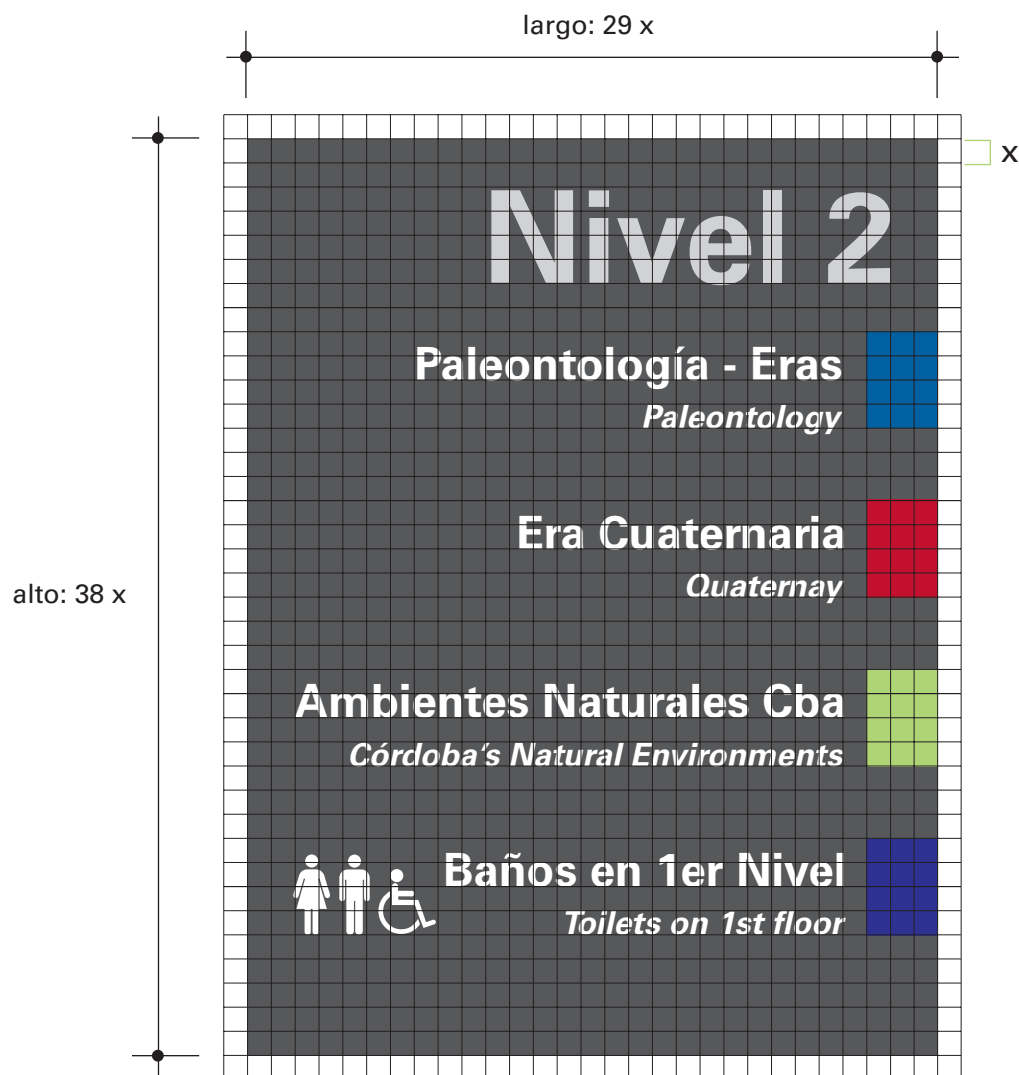 largo: 29 x
x
Nivel 2
Paleontología - Eras
Paleontology
Era Cuaternaria
Quaternay
alto: 38 x
Ambientes Naturales Cba
Córdoba's Natural Environments
Baños en 1er Nivel
Toilets on 1st floor